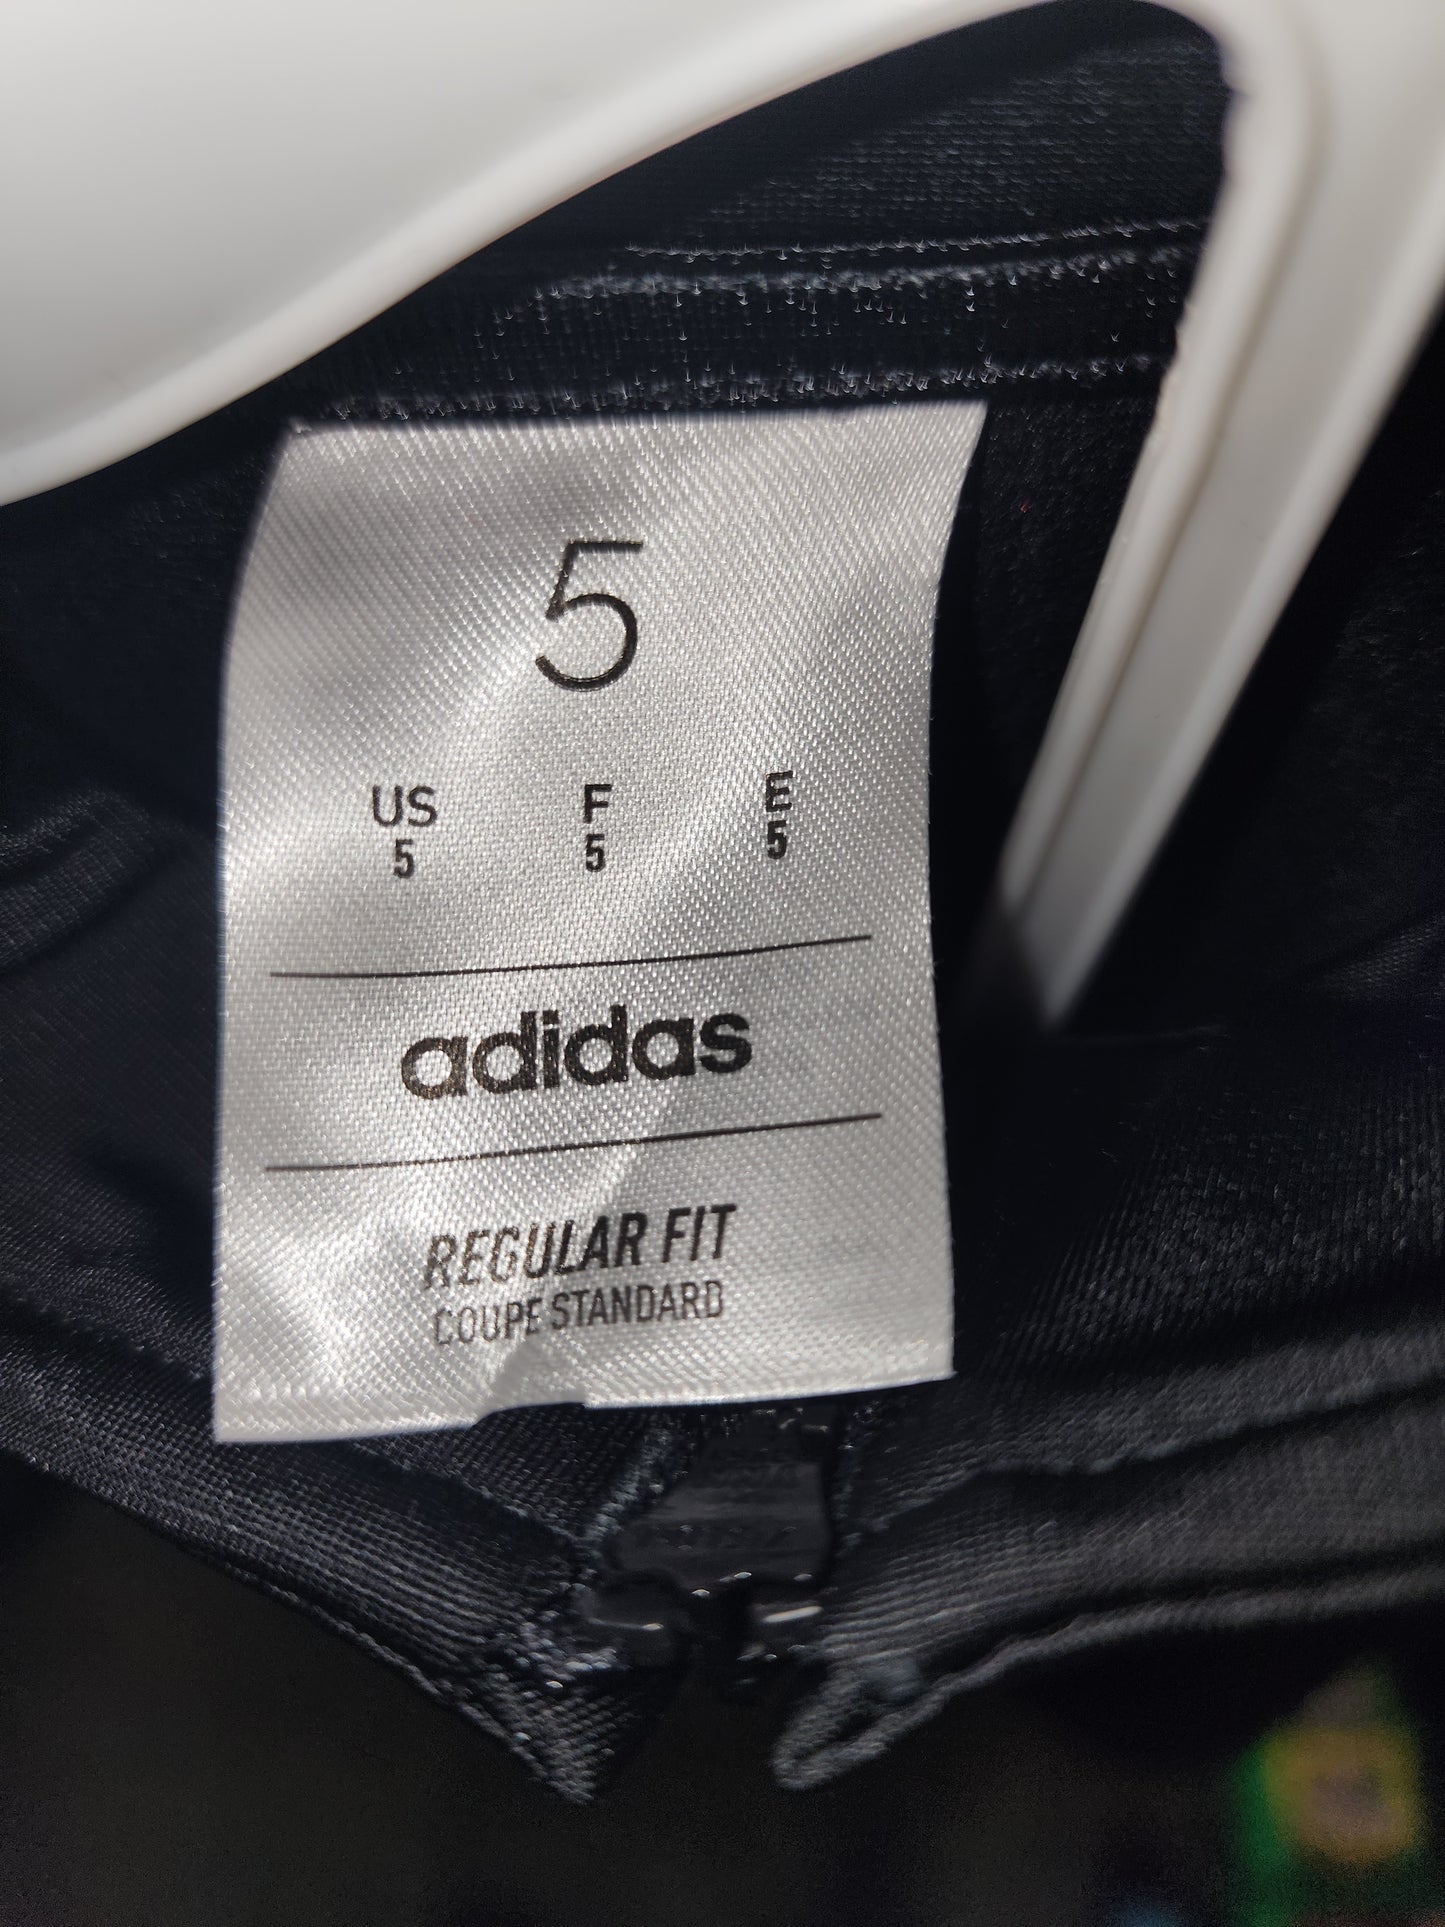 5
US F E
5 5 5
adidas
REGULAR FIT
COUPE STANDARD